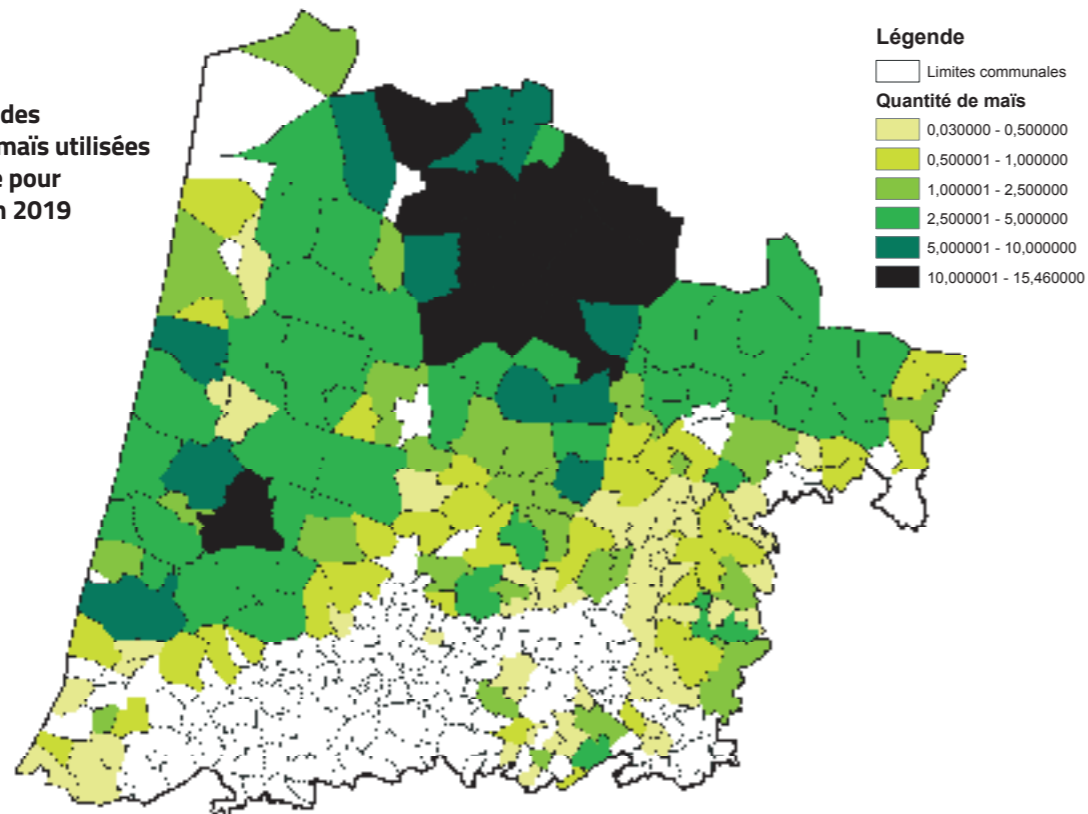 des
maïs utilisées
e pour
n 2019
Légende
Limites communales
Quantité de maïs
0,030000 - 0,500000
0,500001 - 1,000000
1,000001 - 2,500000
2,500001 - 5,000000
5,000001 - 10,000000
10,000001 - 15,460000